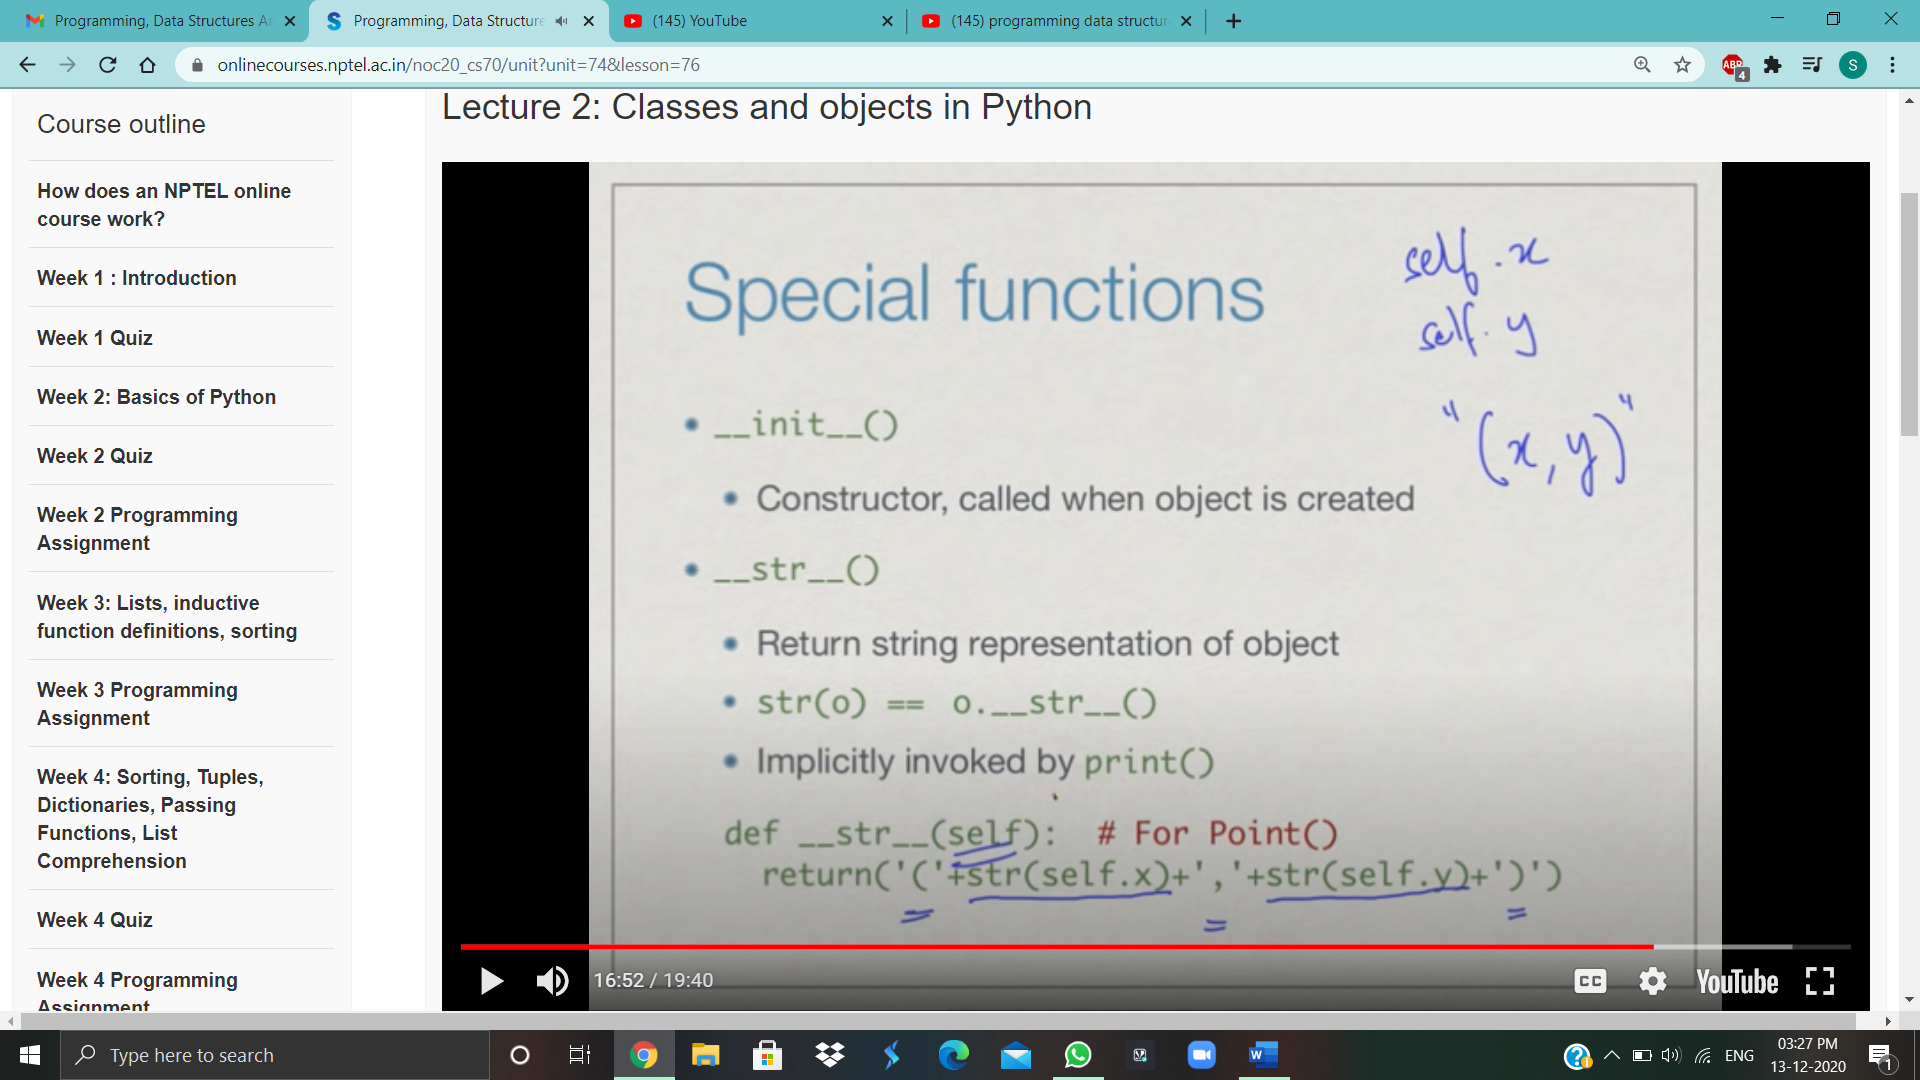 Programming, Data Structures A
Programming, Data Structure
(145) YouTube
(145) programming data structur
onlinecourses.nptel.ac.in/noc20_cs70/unit?unit=74&lesson=76
ABP
4
S
Course outline
How does an NPTEL online
course work?
Week 1 : Introduction
Week 1 Quiz
Week 2: Basics of Python
Week 2 Quiz
Week 2 Programming
Assignment
Week 3: Lists, inductive
function definitions, sorting
Week 3 Programming
Assignment
Week 4: Sorting, Tuples,
Dictionaries, Passing
Functions, List
Comprehension
Week 4 Quiz
Week 4 Programming
Assignment
Lecture 2: Classes and objects in Python
Special functions
self.x
self.y
"(x,y)"
__init__()
Constructor, called when object is created
__str__()
Return string representation of object
str(o) == o.__str__()
Implicitly invoked by print()
def __str__(self): # For Point()
return('('+str(self.x)+','+str(self.y)+')')
16:52 / 19:40
CC
YouTube
Type here to search
W
ENG
03:27 PM
13-12-2020
1